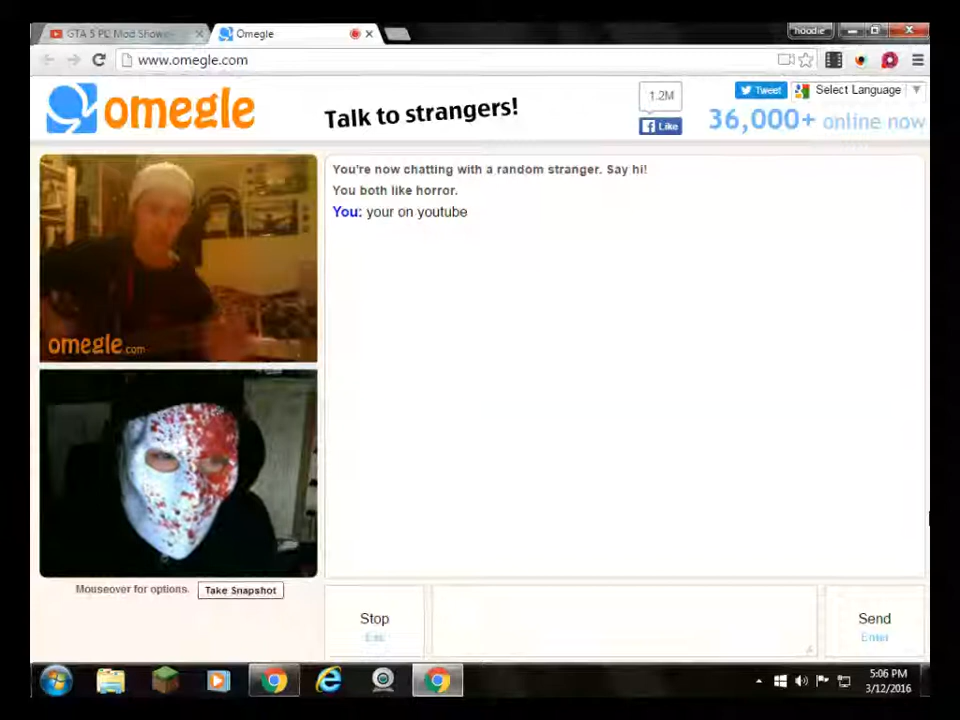 GTA 5 PC Mod Showc
Omegle
hoodie
www.omegle.com
omegle
Talk to strangers!
1.2M
Like
Tweet
Select Language
36,000+ online now
You're now chatting with a random stranger. Say hi!
You both like horror.
You: your on youtube
omegle.com
Mouseover for options.
Take Snapshot
Stop
Esc
Send
Enter
5:06 PM
3/12/2016